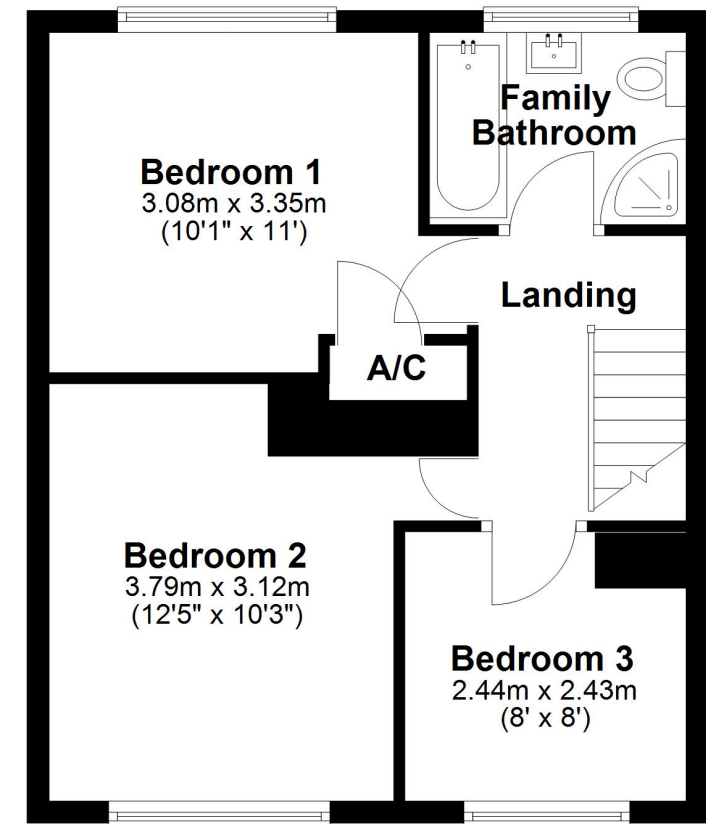 Family
Bathroom
Bedroom 1
3.08m x 3.35m
(10'1" x 11')
Landing
A/C
Bedroom 2
3.79m x 3.12m
(12'5" x 10'3")
Bedroom 3
2.44m x 2.43m
(8' x 8')